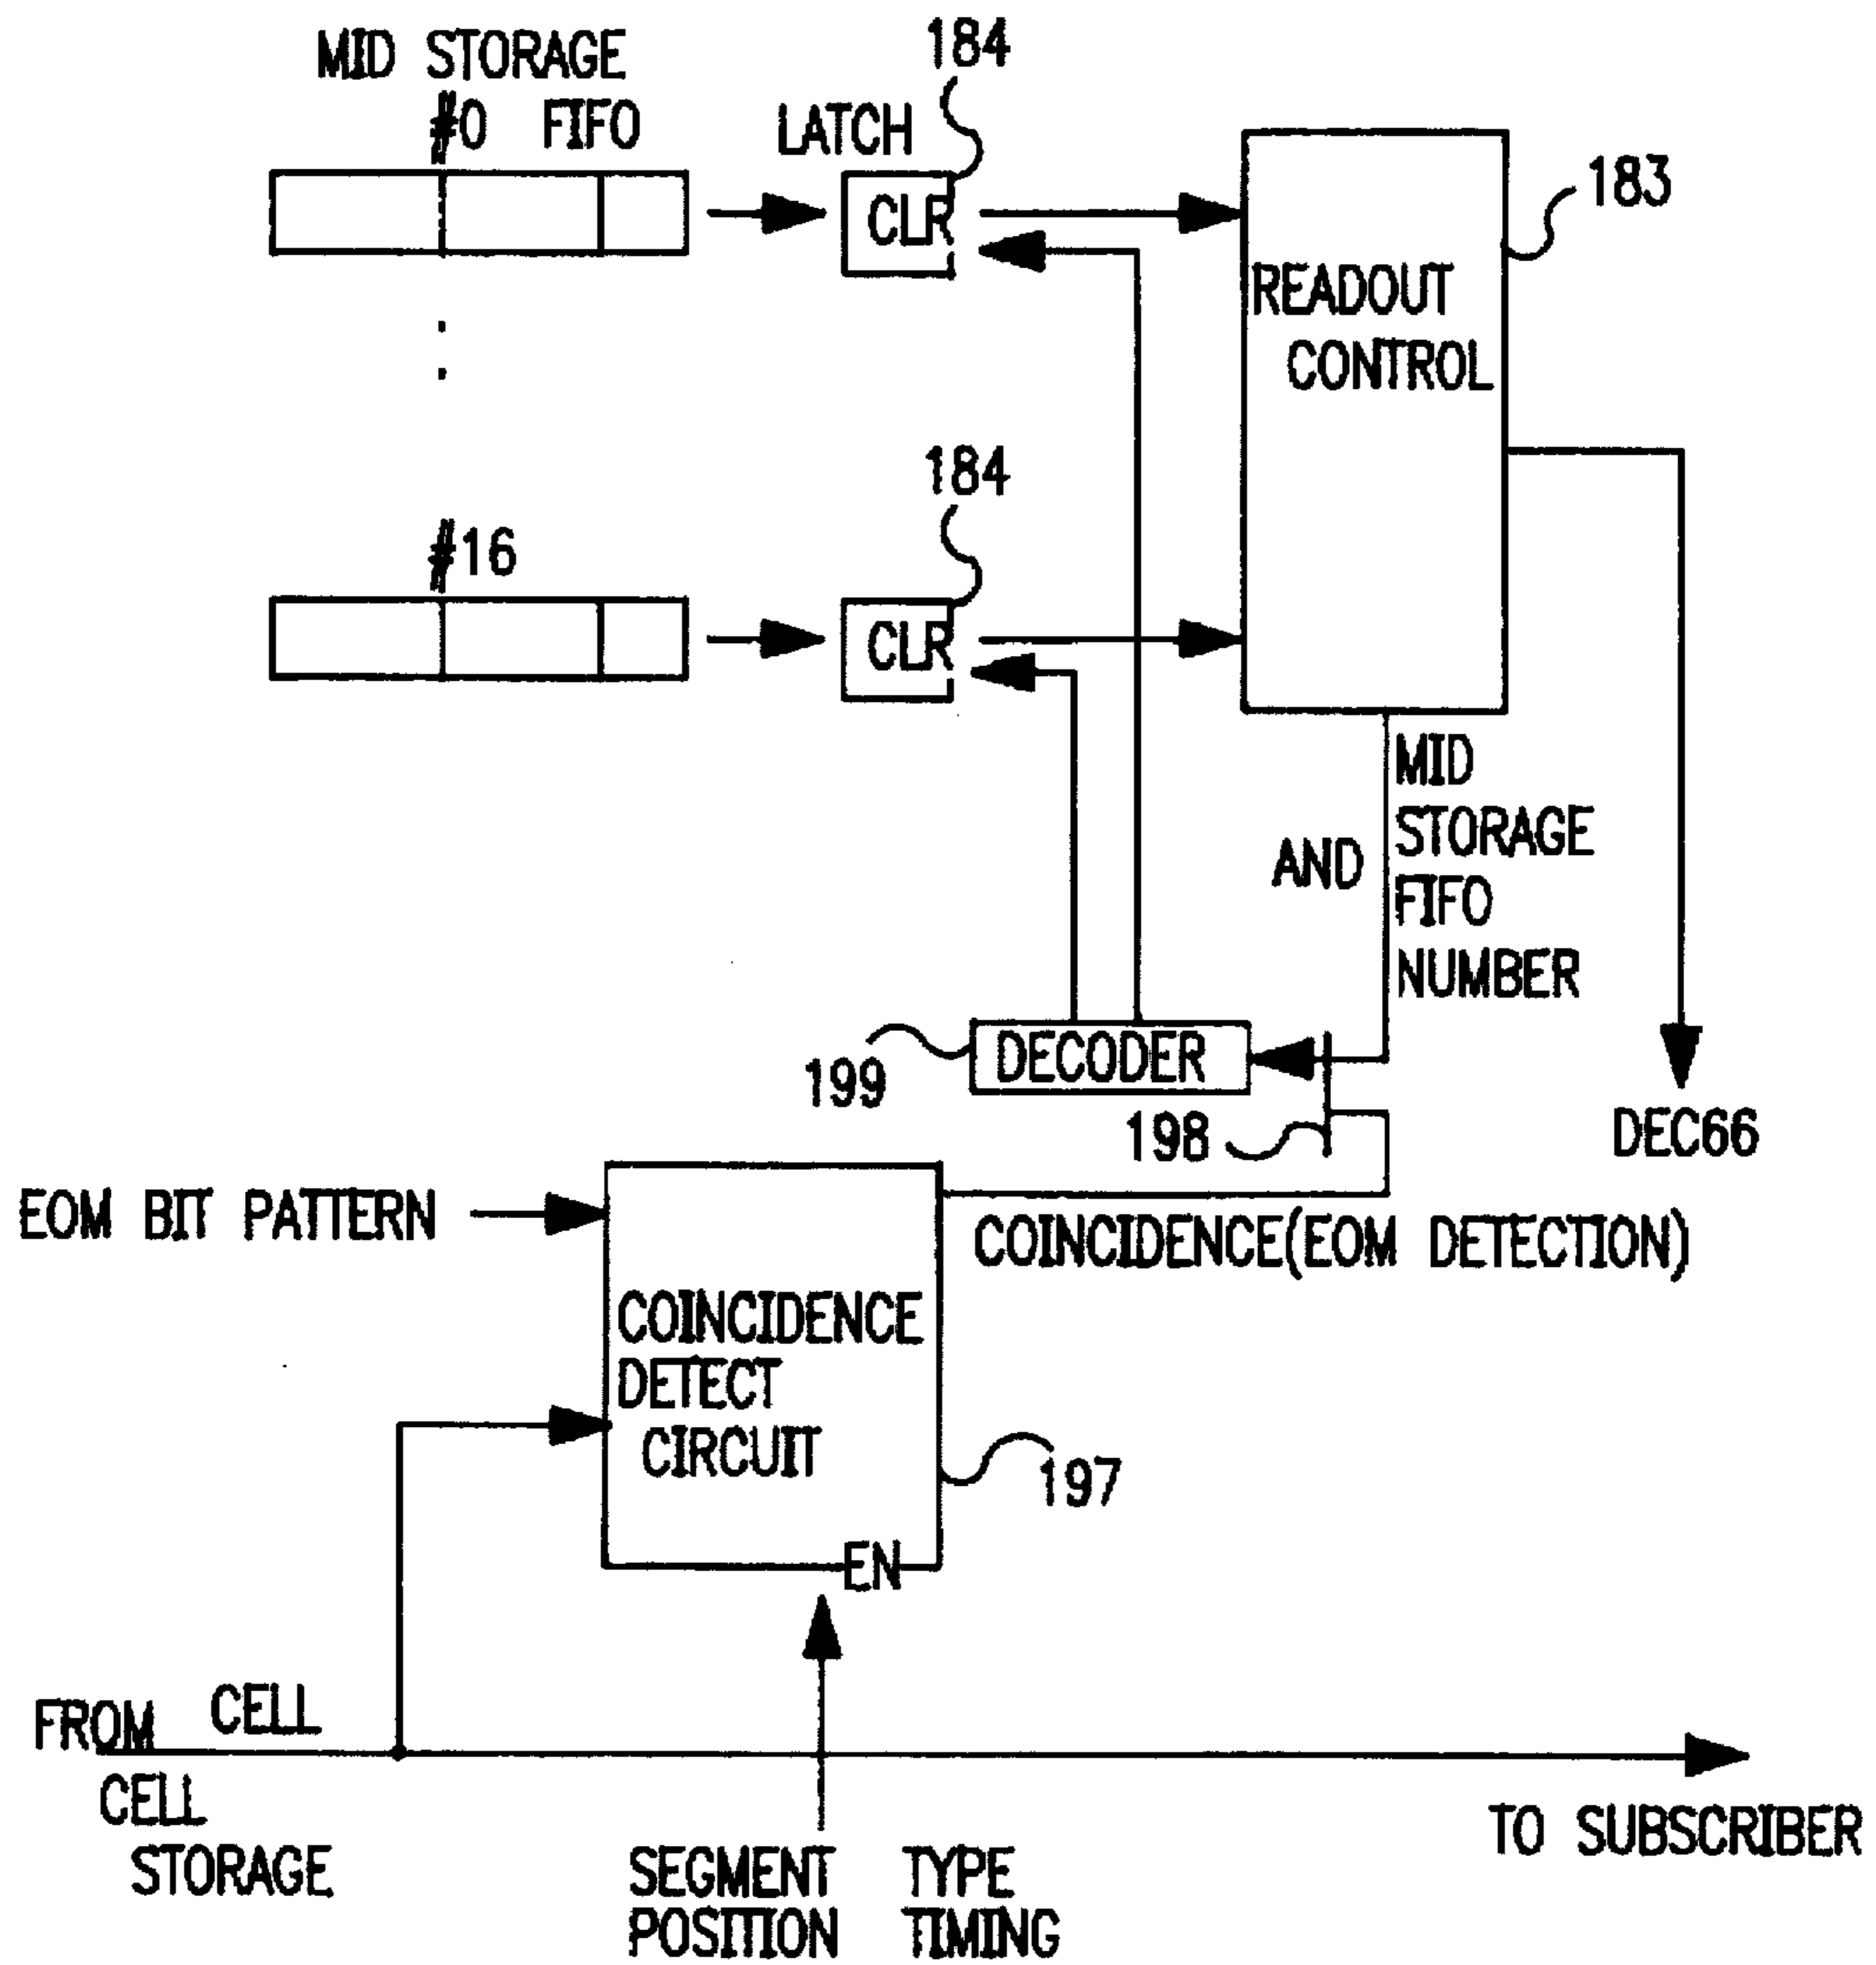 MID STORAGE
#0 FIFO
184
LATCH
CLR
183
READOUT
CONTROL
184
#16
CLR
MID
STORAGE
AND
FIFO
NUMBER
DECODER
199
198
DEC66
EOM BIT PATTERN
COINCIDENCE(EOM DETECTION)
COINCIDENCE
DETECT
CIRCUIT
197
EN
CELL
FROM
CELL
STORAGE
TO SUBSCRIBER
SEGMENT TYPE
POSITION TIMING